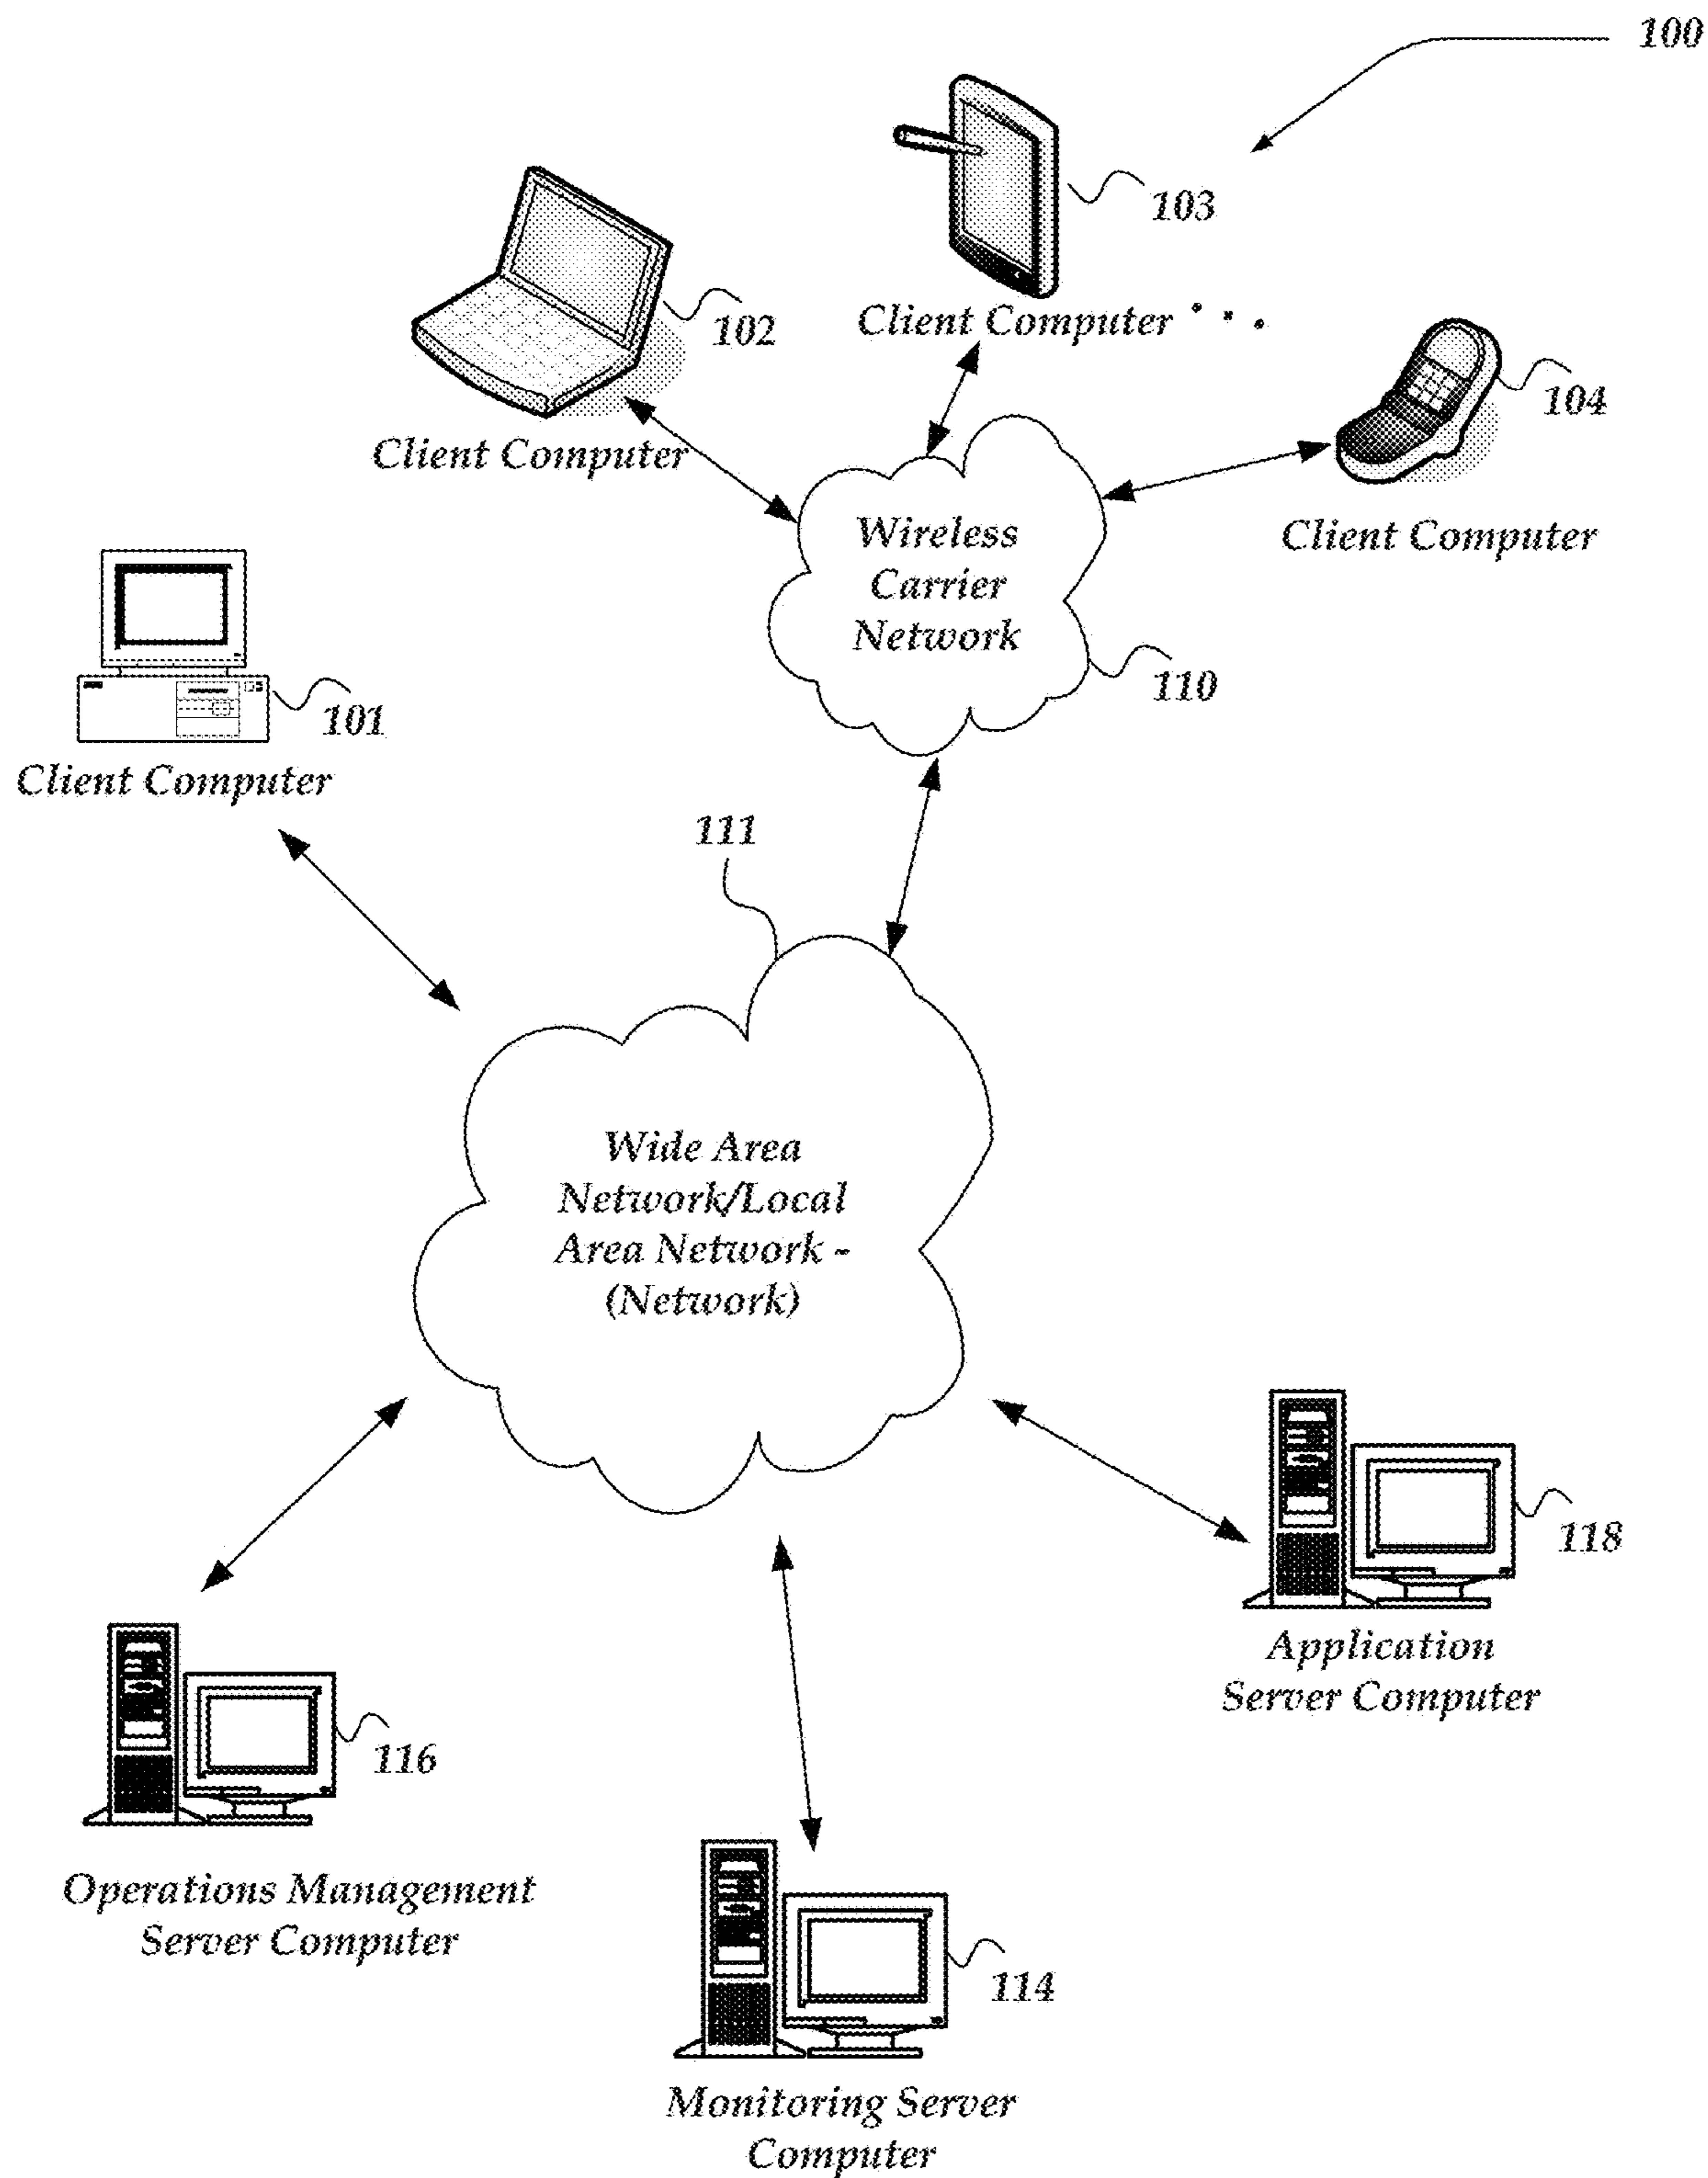 100
103
102
Client Computer . . .
104
Client Computer
Client Computer
Wireless
Carrier
Network
110
101
Client Computer
111
Wide Area
Network/Local
Area Network -
(Network)
118
Application
Server Computer
116
Operations Management
Server Computer
114
Monitoring Server
Computer